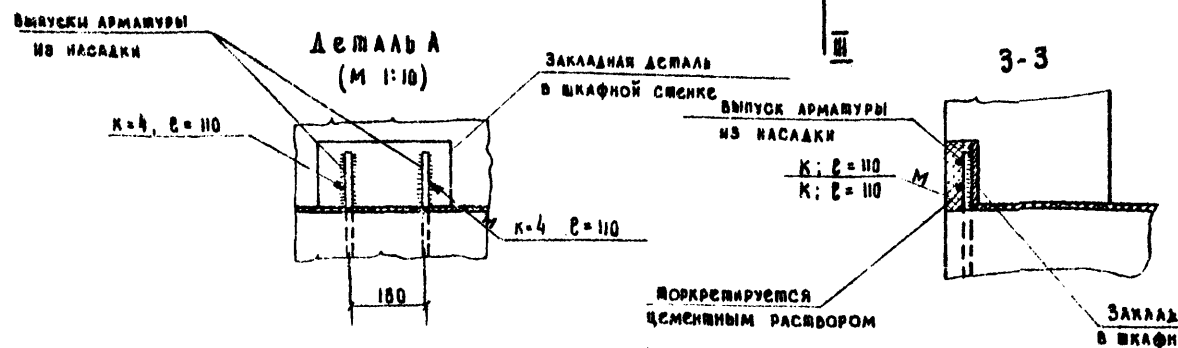 Выпуски арматуры
из насадки
Деталь А
(М 1:10)
Закладная деталь
в шкафной стенке
К=4, ℓ=110
К=4 ℓ=110
М
180
III
3-3
Выпуск арматуры
из насадки
К; ℓ=110
К; ℓ=110
М
Торкретируется
цементным раствором
Заклад
в шкафн